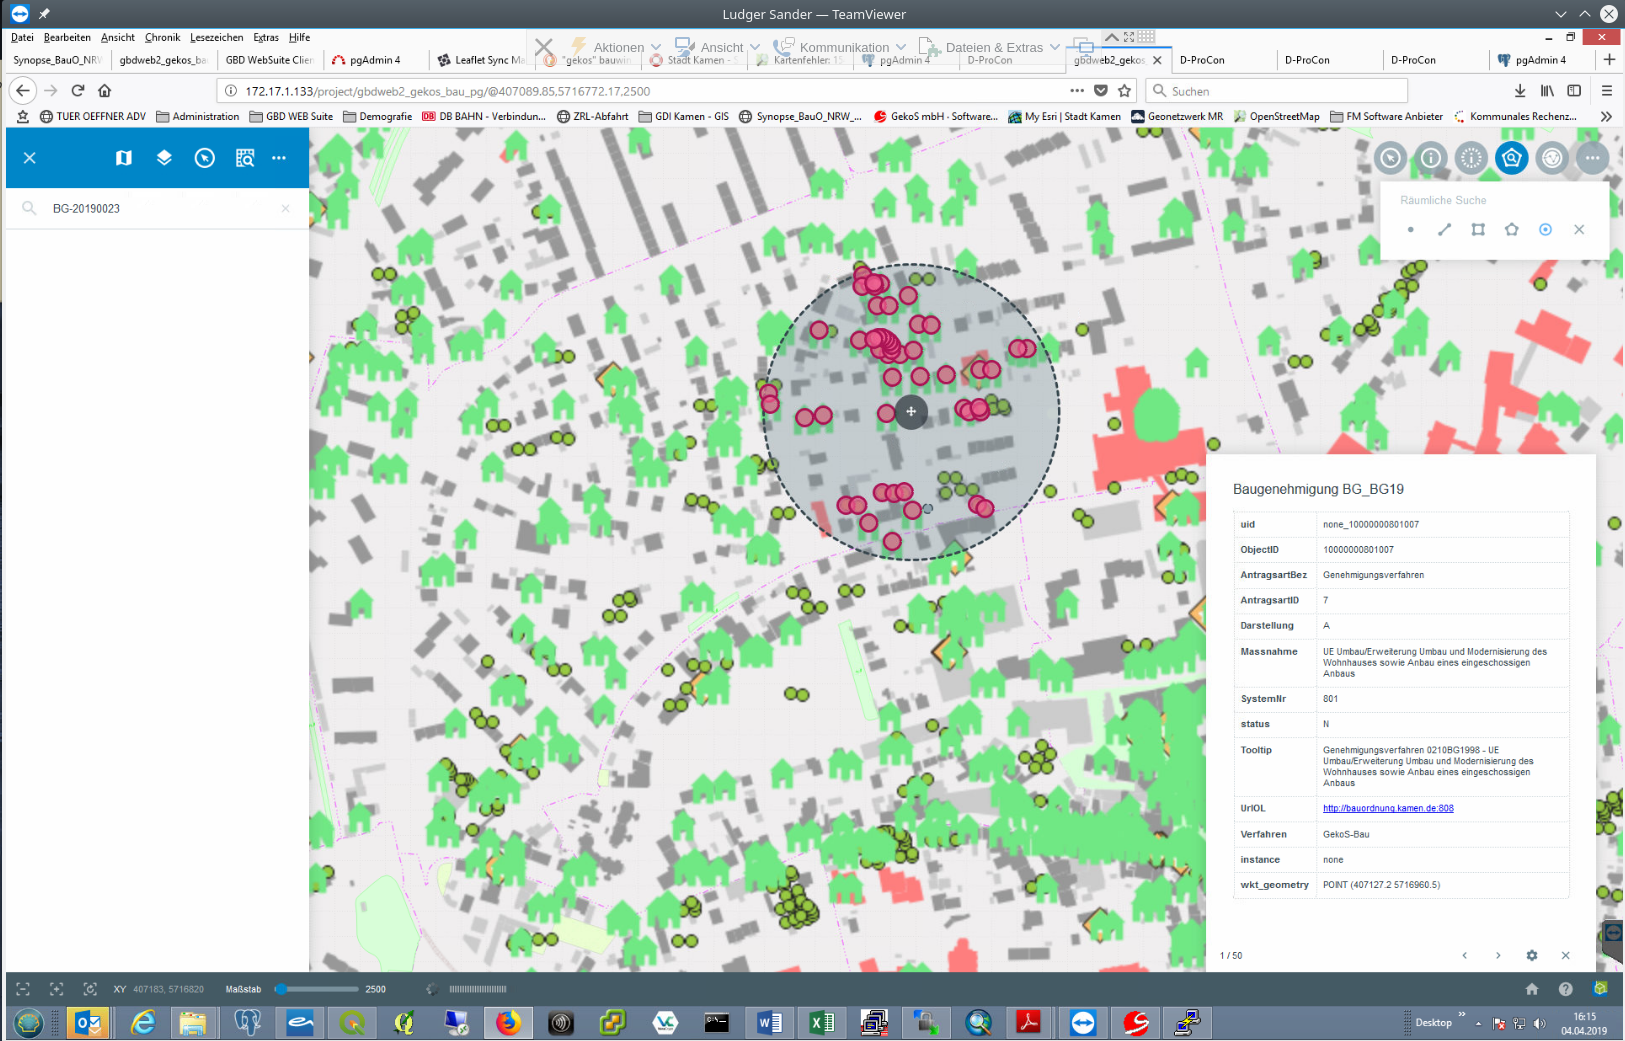 Ludger Sander — TeamViewer
Datei Bearbeiten Ansicht Chronik Lesezeichen Extras Hilfe
Aktionen Ansicht Kommunikation Dateien & Extras
Synopse_BauO_NRW gbdweb2_gekos_ba GBD WebSuite Clien pgAdmin 4 Leaflet Sync Ma "gekos" bauwin Stadt Kamen - S Kartenfehler: 15 pgAdmin 4 D-ProCon gbdweb2_gekos D-ProCon D-ProCon D-ProCon pgAdmin 4
172.17.1.133/project/gbdweb2_gekos_bau_pg/@407089.85,5716772.17,2500
Suchen
TUER OEFFNER ADV Administration GBD WEB Suite Demografie DB BAHN - Verbindun... ZRL-Abfahrt GDI Kamen - GIS Synopse_BauO_NRW_... GekoS mbH - Software... My Esri | Stadt Kamen Geonetzwerk MR OpenStreetMap FM Software Anbieter Kommunales Rechenz...
BG-20190023
Räumliche Suche
Baugenehmigung BG_BG19
uid none_10000000801007
ObjectID 10000000801007
AntragsartBez Genehmigungsverfahren
AntragsartID 7
Darstellung A
Massnahme UE Umbau/Erweiterung Umbau und Modernisierung des
Wohnhauses sowie Anbau eines eingeschossigen
Anbaus
SystemNr 801
status N
Tooltip Genehmigungsverfahren 0210BG1998 - UE
Umbau/Erweiterung Umbau und Modernisierung des
Wohnhauses sowie Anbau eines eingeschossigen
Anbaus
UrlOL http://bauordnung.kamen.de:808
Verfahren GekoS-Bau
instance none
wkt_geometry POINT (407127.2 5716960.5)
1 / 50
XY 407183, 5716820 Maßstab 2500
Desktop
16:15
04.04.2019